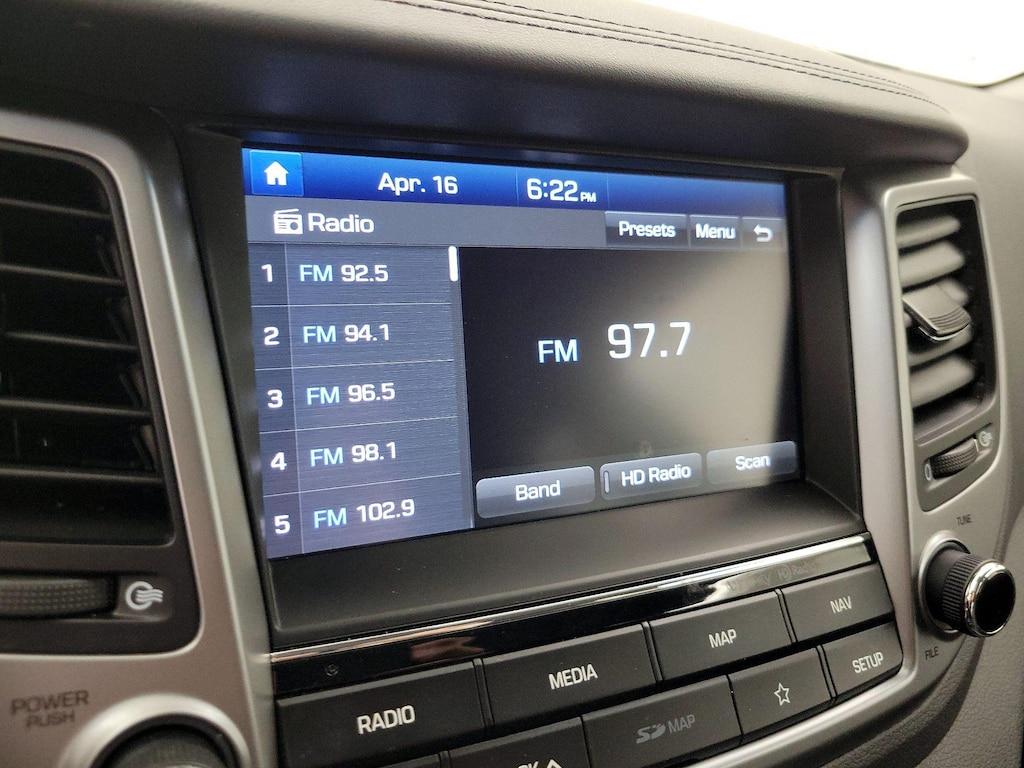 Apr. 16 6:22 PM
Radio Presets Menu
1 FM 92.5
2 FM 94.1
3 FM 96.5
4 FM 98.1
5 FM 102.9
FM 97.7
Band HD Radio Scan
TUNE
FILE
RADIO MEDIA MAP NAV
SD MAP SETUP
POWER
PUSH